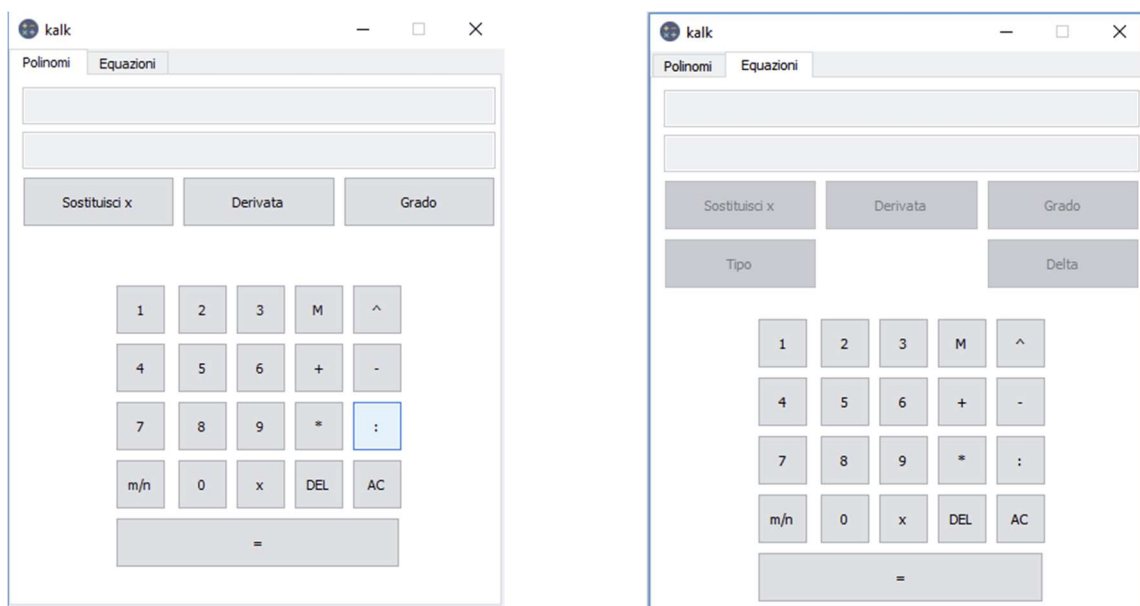 kalk
Polinomi Equazioni
Sostituisci x Derivata Grado
1 2 3 M ^
4 5 6 + -
7 8 9 * :
m/n 0 x DEL AC
=
kalk
Polinomi Equazioni
Sostituisci x Derivata Grado
Tipo Delta
1 2 3 M ^
4 5 6 + -
7 8 9 * :
m/n 0 x DEL AC
=